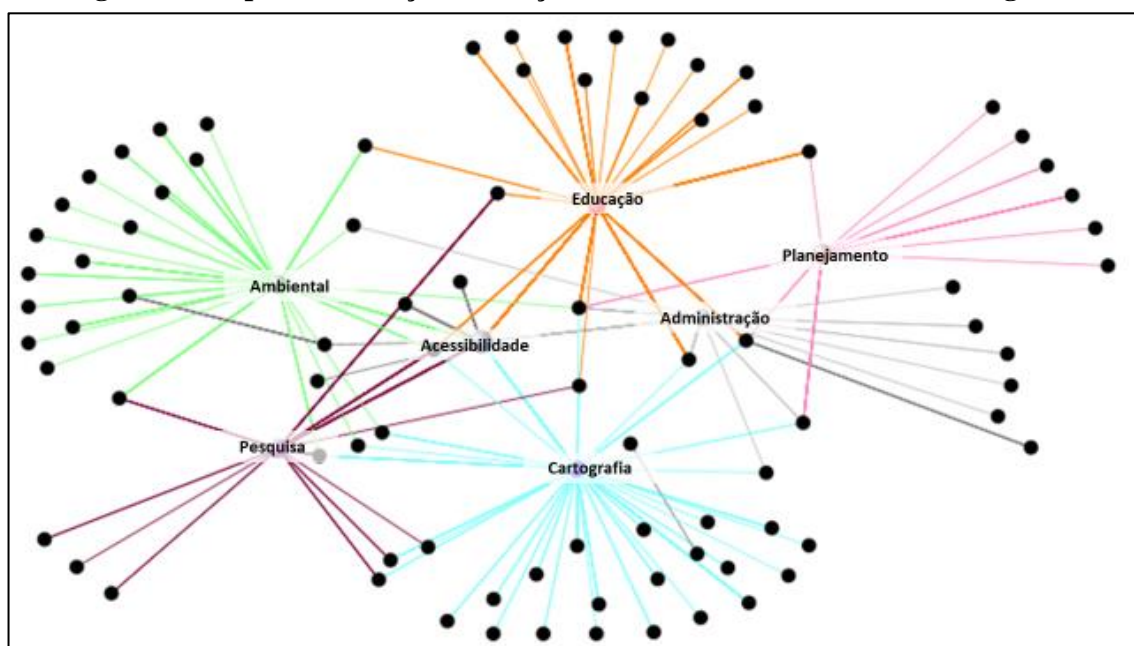 Educação
Planejamento
Ambiental
Administração
Acessibilidade
Pesquisa
Cartografia